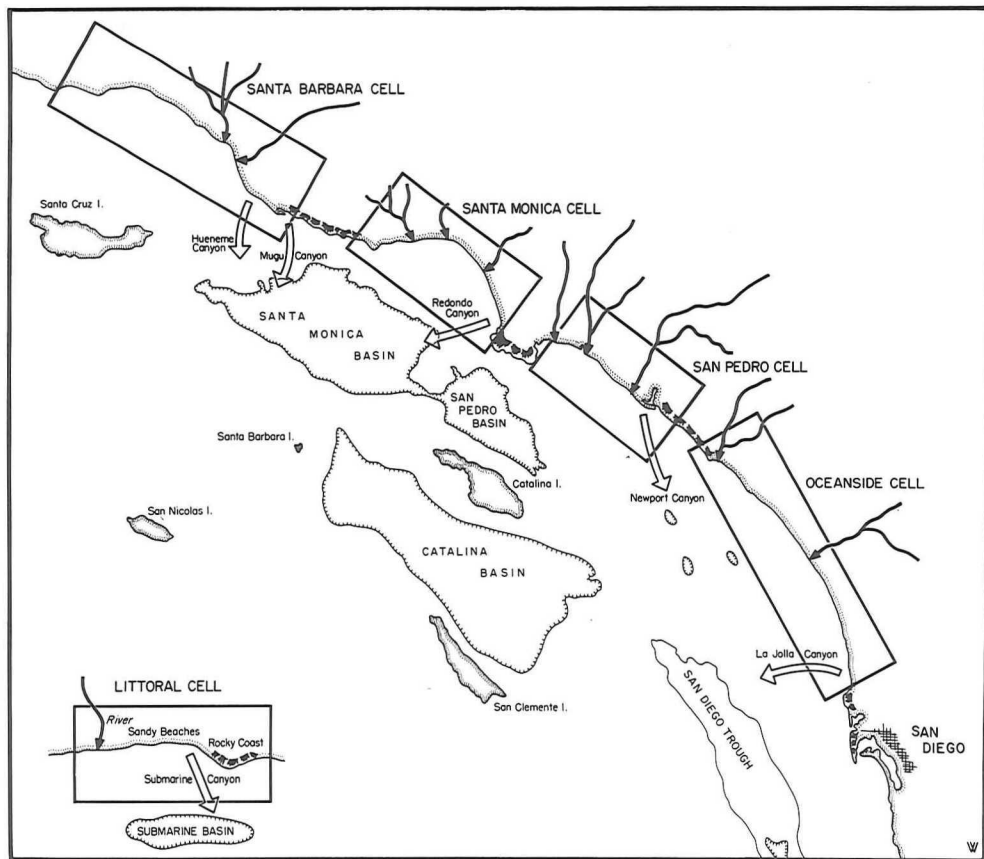 SANTA BARBARA CELL
Santa Cruz I.
SANTA MONICA CELL
Hueneme
Canyon
Mugu Canyon
SANTA
MONICA
BASIN
Redondo
Canyon
SAN PEDRO CELL
SAN
PEDRO
BASIN
Santa Barbara I.
Catalina I.
Newport Canyon
OCEANSIDE CELL
San Nicolas I.
CATALINA
BASIN
La Jolla Canyon
San Clemente I.
SAN DIEGO TROUGH
SAN
DIEGO
LITTORAL CELL
River
Sandy Beaches
Rocky Coast
Submarine Canyon
SUBMARINE BASIN